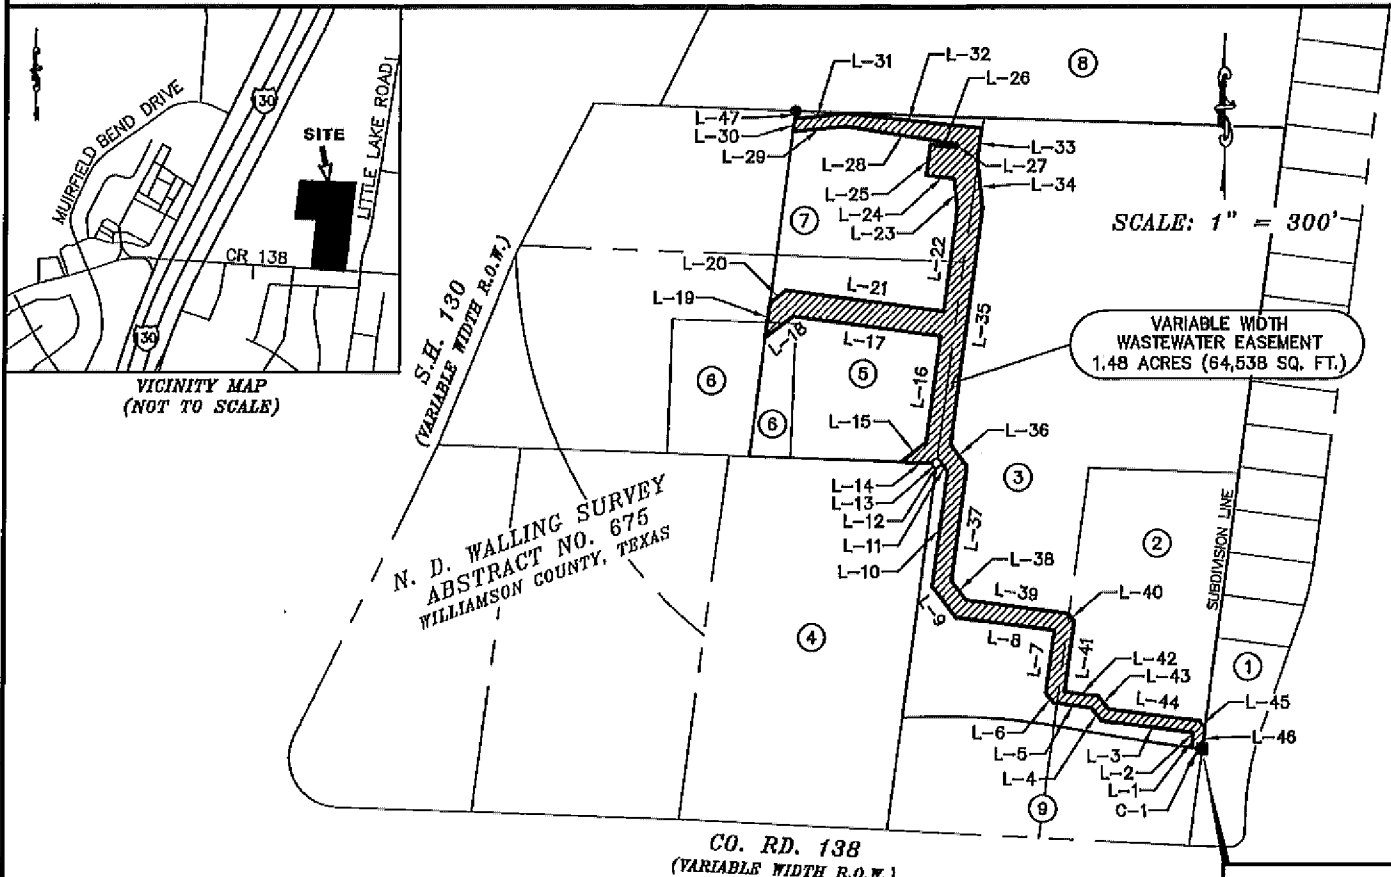 MUIRFIELD BEND DRIVE
130
SITE
LITTLE LAKE ROAD
CR 138
130
VICINITY MAP
(NOT TO SCALE)
L-31
L-32
L-26
8
L-47
L-30
L-29
L-28
L-27
L-33
L-34
L-25
L-24
L-23
7
SCALE: 1" = 300'
S.H. 130
(VARIABLE WIDTH R.O.W.)
L-20
L-19
L-18
L-21
L-22
L-35
L-17
L-16
VARIABLE WIDTH
WASTEWATER EASEMENT
1.48 ACRES (64,538 SQ. FT.)
6
5
6
L-15
L-36
3
L-14
L-13
L-12
L-11
L-10
L-37
N. D. WALLING SURVEY
ABSTRACT NO. 675
WILLIAMSON COUNTY, TEXAS
2
SUBDIVISION LINE
L-38
L-39
L-40
L-9
L-8
L-7
L-41
4
L-42
L-43
L-44
1
L-45
L-46
L-6
L-5
L-4
L-3
L-2
L-1
C-1
9
CO. RD. 138
(VARIABLE WIDTH R.O.W.)